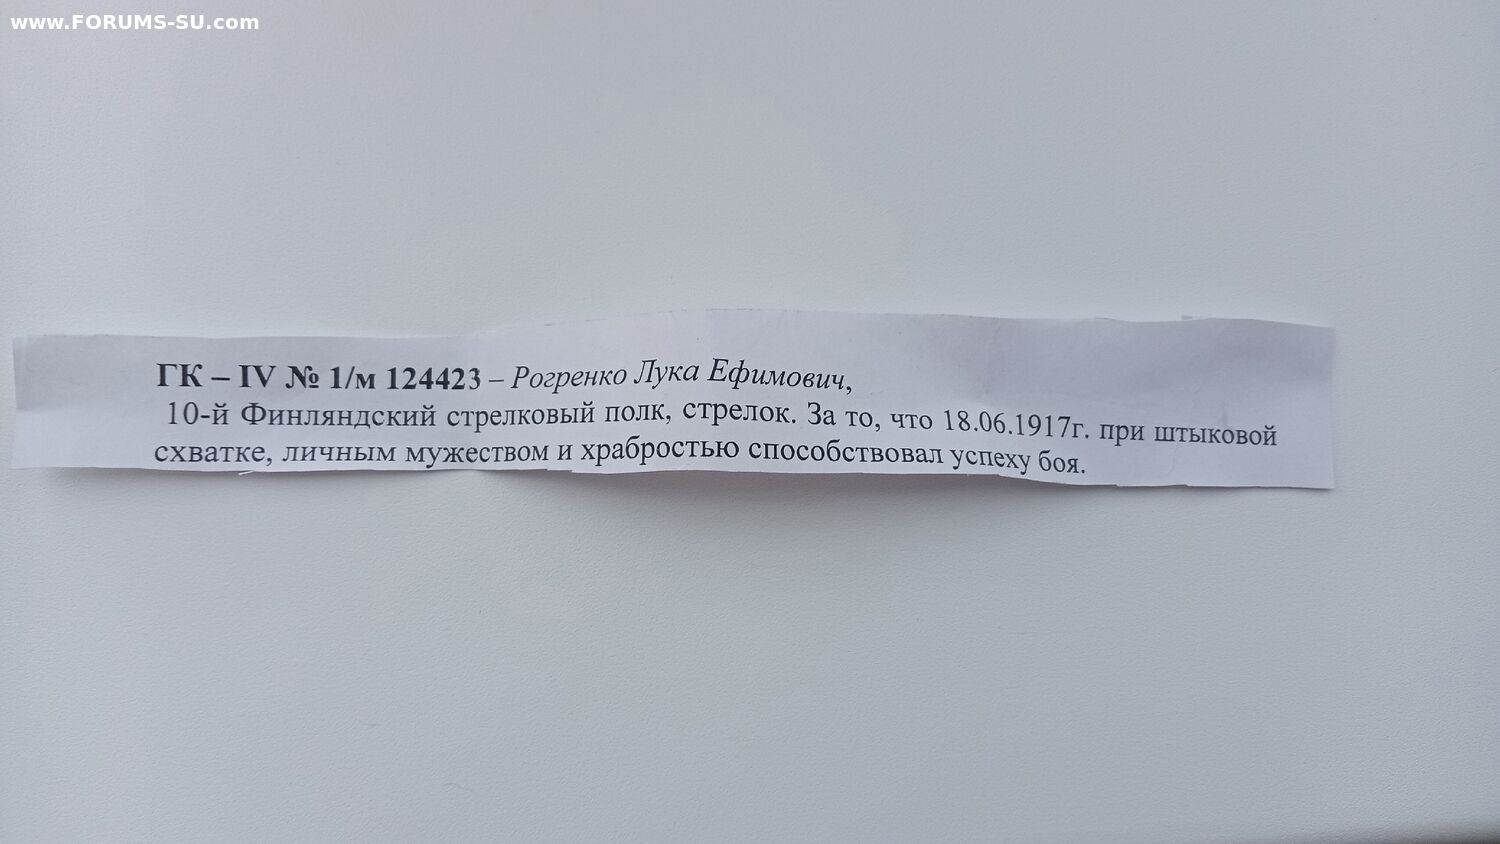 www.FORUMS-SU.com
ГК – IV № 1/м 124423 – Рогренко Лука Ефимович,
10-й Финляндский стрелковый полк, стрелок. За то, что 18.06.1917г. при штыковой
схватке, личным мужеством и храбростью способствовал успеху боя.